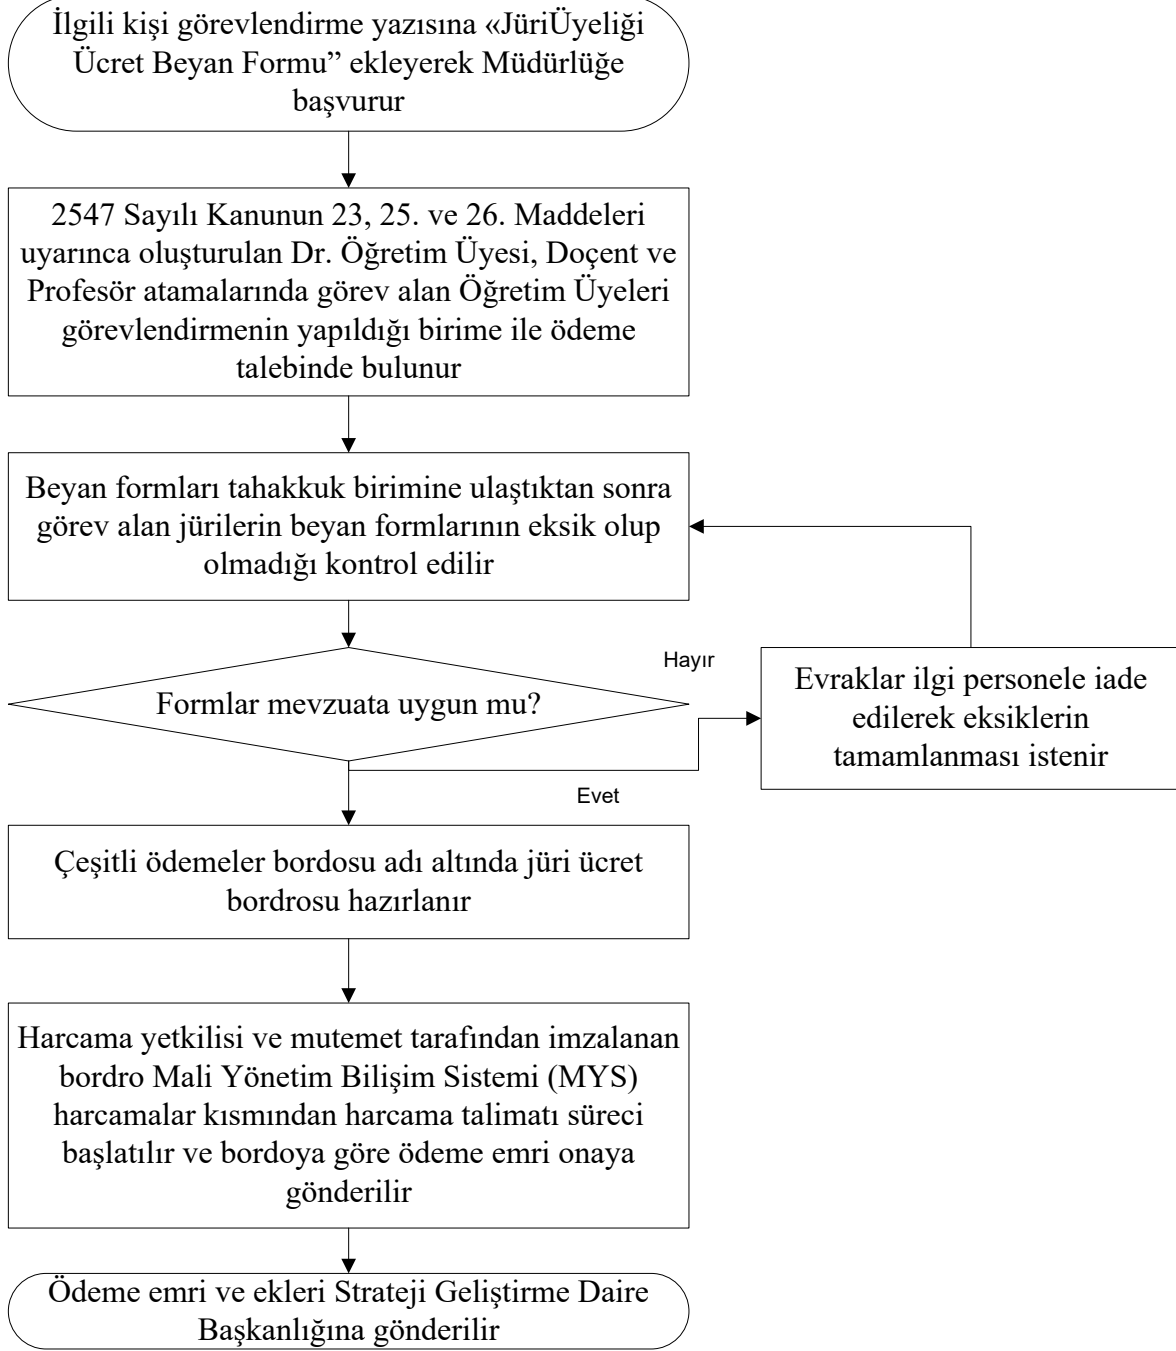 İlgili kişi görevlendirme yazısına «JüriÜyeliği
Ücret Beyan Formu” ekleyerek Müdürlüğe
başvurur
2547 Sayılı Kanunun 23, 25. ve 26. Maddeleri
uyarınca oluşturulan Dr. Öğretim Üyesi, Doçent ve
Profesör atamalarında görev alan Öğretim Üyeleri
görevlendirmenin yapıldığı birime ile ödeme
talebinde bulunur
Beyan formları tahakkuk birimine ulaştıktan sonra
görev alan jürilerin beyan formlarının eksik olup
olmadığı kontrol edilir
Formlar mevzuata uygun mu?
Hayır
Evraklar ilgi personele iade
edilerek eksiklerin
tamamlanması istenir
Evet
Çeşitli ödemeler bordosu adı altında jüri ücret
bordrosu hazırlanır
Harcama yetkilisi ve mutemet tarafından imzalanan
bordro Mali Yönetim Bilişim Sistemi (MYS)
harcamalar kısmından harcama talimatı süreci
başlatılır ve bordoya göre ödeme emri onaya
gönderilir
Ödeme emri ve ekleri Strateji Geliştirme Daire
Başkanlığına gönderilir